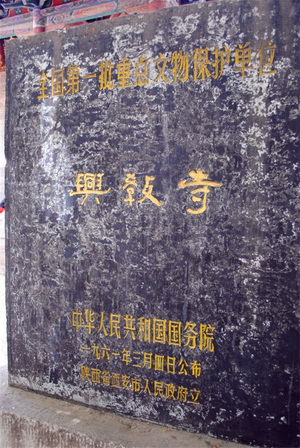 全国第一批重点文物保护单位
興教寺
中华人民共和国国务院
一九六一年三月四日公布
陕西省西安市人民政府立